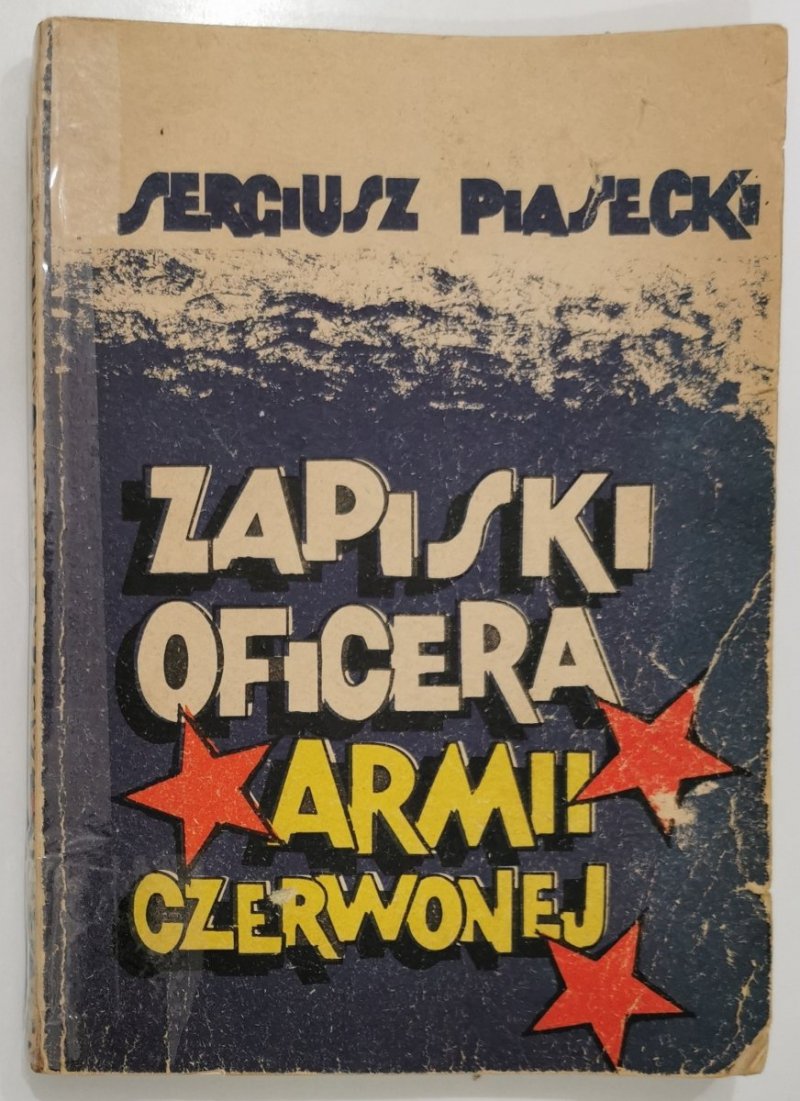 SERGIUSZ PIASECKI
ZAPISKI
OFICERA
ARMII
CZERWONEJ